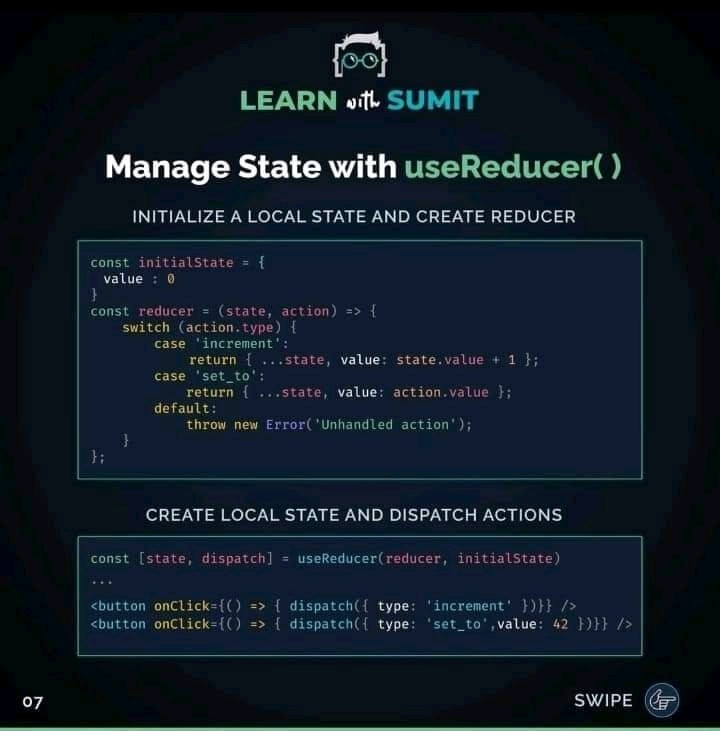 LEARN with SUMIT
Manage State with useReducer( )
INITIALIZE A LOCAL STATE AND CREATE REDUCER
const initialState = {
 value : 0
}
const reducer = (state, action) => {
    switch (action.type) {
        case 'increment':
            return { ...state, value: state.value + 1 };
        case 'set_to':
            return { ...state, value: action.value };
        default:
            throw new Error('Unhandled action');
    }
};
CREATE LOCAL STATE AND DISPATCH ACTIONS
const [state, dispatch] = useReducer(reducer, initialState)
...
<button onClick={() => { dispatch({ type: 'increment' })}} />
<button onClick={() => { dispatch({ type: 'set_to',value: 42 })}} />
07
SWIPE